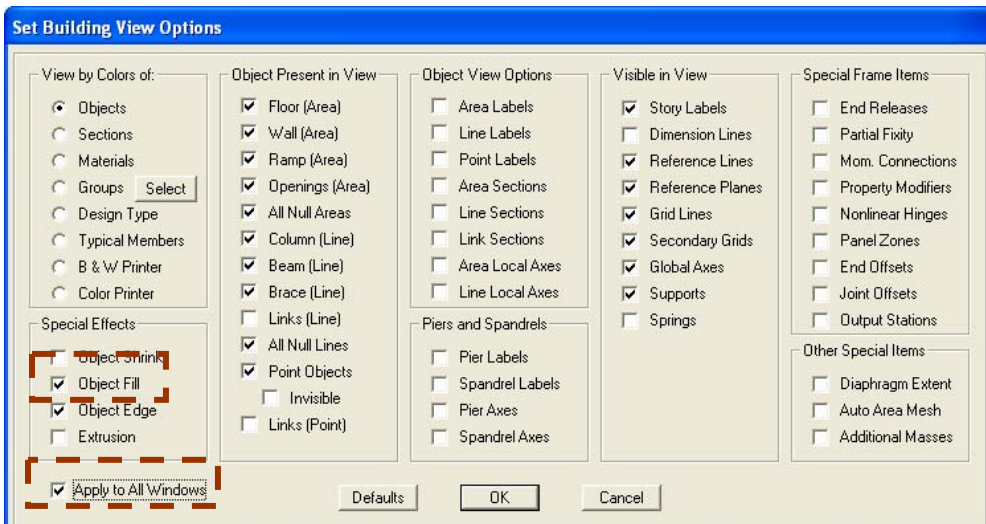 Set Building View Options
View by Colors of:
Objects
Sections
Materials
Groups
Select
Design Type
Typical Members
B & W Printer
Color Printer
Special Effects
Object Shrink
Object Fill
Object Edge
Extrusion
Apply to All Windows
Object Present in View
Floor (Area)
Wall (Area)
Ramp (Area)
Openings (Area)
All Null Areas
Column (Line)
Beam (Line)
Brace (Line)
Links (Line)
All Null Lines
Point Objects
Invisible
Links (Point)
Object View Options
Area Labels
Line Labels
Point Labels
Area Sections
Line Sections
Link Sections
Area Local Axes
Line Local Axes
Piers and Spandrels
Pier Labels
Spandrel Labels
Pier Axes
Spandrel Axes
Visible in View
Story Labels
Dimension Lines
Reference Lines
Reference Planes
Grid Lines
Secondary Grids
Global Axes
Supports
Springs
Special Frame Items
End Releases
Partial Fixity
Mom. Connections
Property Modifiers
Nonlinear Hinges
Panel Zones
End Offsets
Joint Offsets
Output Stations
Other Special Items
Diaphragm Extent
Auto Area Mesh
Additional Masses
Defaults
OK
Cancel